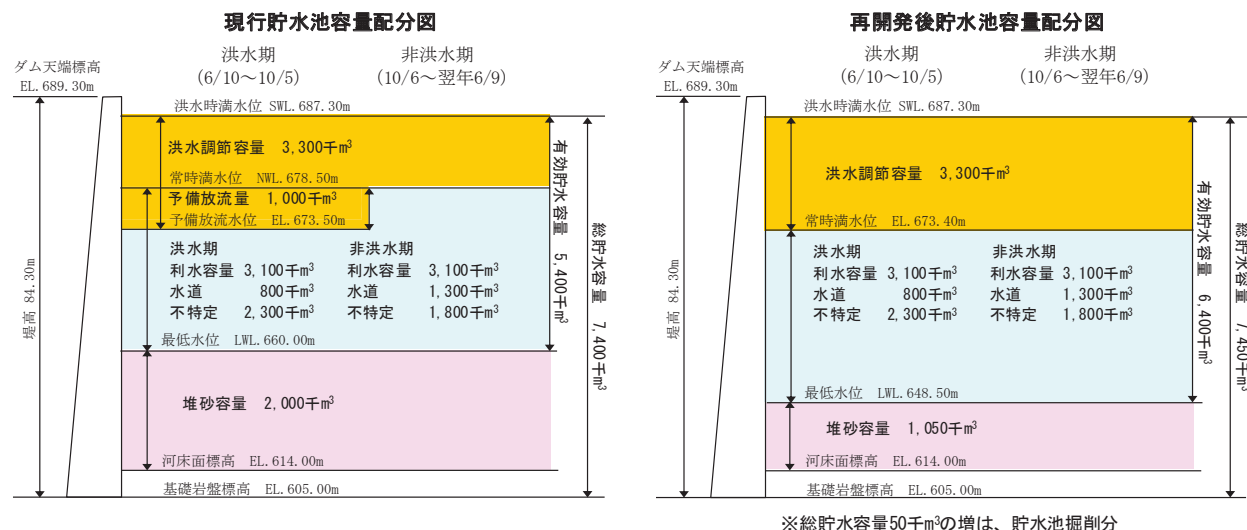 現行貯水池容量配分図
洪水期 非洪水期
(6/10～10/5) (10/6～翌年6/9)
ダム天端標高
EL.689.30m
洪水時満水位 SWL.687.30m
洪水調節容量 3,300千m³
常時満水位 NWL.678.50m
予備放流量 1,000千m³
予備放流水位 EL.673.50m
洪水期 非洪水期
利水容量 3,100千m³ 利水容量 3,100千m³
水道 800千m³ 水道 1,300千m³
不特定 2,300千m³ 不特定 1,800千m³
最低水位 LWL.660.00m
堆砂容量 2,000千m³
河床面標高 EL.614.00m
基礎岩盤標高 EL.605.00m
堤高 84.30m
有効貯水容量 5,400千m³
総貯水容量 7,400千m³
再開発後貯水池容量配分図
洪水期 非洪水期
(6/10～10/5) (10/6～翌年6/9)
ダム天端標高
EL.689.30m
洪水時満水位 SWL.687.30m
洪水調節容量 3,300千m³
常時満水位 EL.673.40m
洪水期 非洪水期
利水容量 3,100千m³ 利水容量 3,100千m³
水道 800千m³ 水道 1,300千m³
不特定 2,300千m³ 不特定 1,800千m³
最低水位 LWL.648.50m
堆砂容量 1,050千m³
河床面標高 EL.614.00m
基礎岩盤標高 EL.605.00m
堤高 84.30m
有効貯水容量 6,400千m³
総貯水容量 7,450千m³
※総貯水容量50千m³の増は、貯水池掘削分